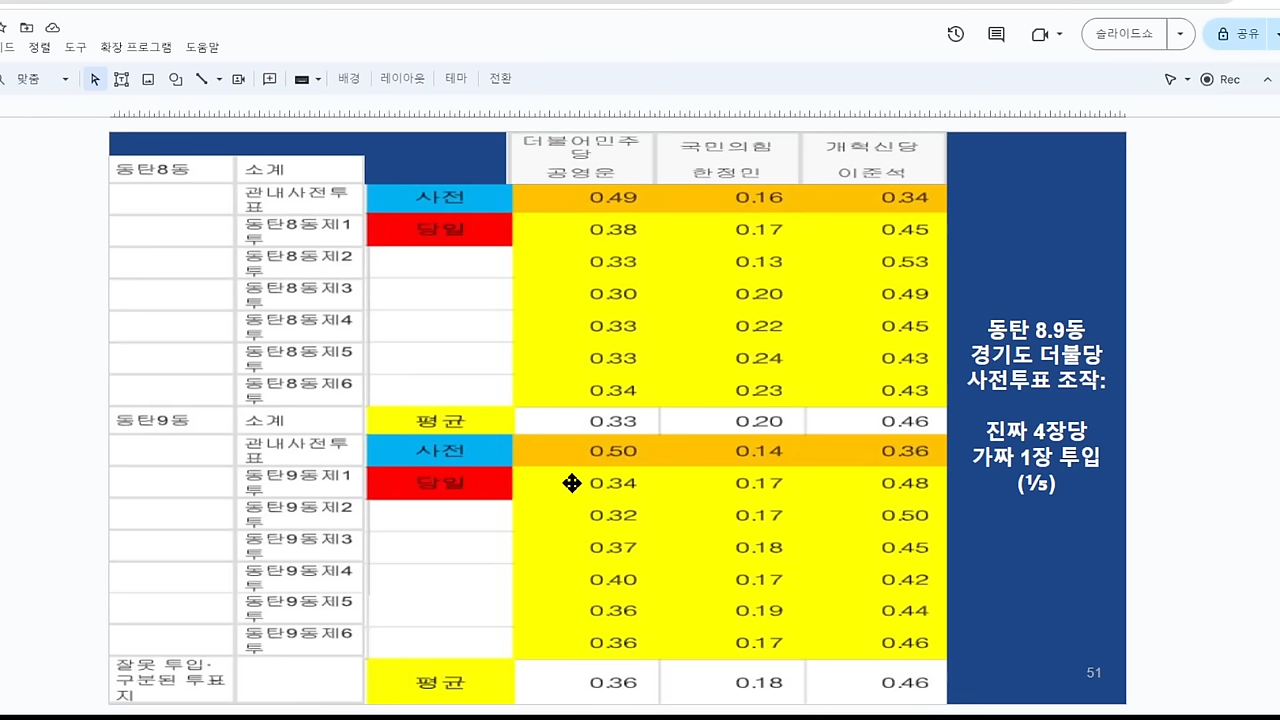 드 정렬 도구 확장 프로그램 도움말
슬라이드쇼
공유
맞춤
배경 레이아웃 테마 전환
Rec
더불어민주
당
공영운
국민의힘
한정민
개혁신당
이준석
동탄8동 소계
관내사전투
표
사전 0.49 0.16 0.34
동탄8동제1
투
당일 0.38 0.17 0.45
동탄8동제2
투
0.33 0.13 0.53
동탄8동제3
투
0.30 0.20 0.49
동탄8동제4
투
0.33 0.22 0.45
동탄8동제5
투
0.33 0.24 0.43
동탄8동제6
투
0.34 0.23 0.43
동탄9동 소계 평균 0.33 0.20 0.46
관내사전투
표
사전 0.50 0.14 0.36
동탄9동제1
투
당일 0.34 0.17 0.48
동탄9동제2
투
0.32 0.17 0.50
동탄9동제3
투
0.37 0.18 0.45
동탄9동제4
투
0.40 0.17 0.42
동탄9동제5
투
0.36 0.19 0.44
동탄9동제6
투
0.36 0.17 0.46
잘못 투입·
구분된 투표
지
평균 0.36 0.18 0.46
동탄 8.9동
경기도 더불당
사전투표 조작:
진짜 4장당
가짜 1장 투입
(⅕)
51